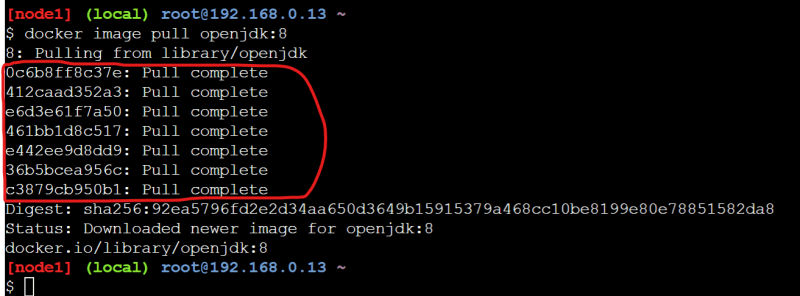 [node1] (local) root@192.168.0.13 ~
$ docker image pull openjdk:8
8: Pulling from library/openjdk
0c6b8ff8c37e: Pull complete
412caad352a3: Pull complete
e6d3e61f7a50: Pull complete
461bb1d8c517: Pull complete
e442ee9d8dd9: Pull complete
36b5bcea956c: Pull complete
c3879cb950b1: Pull complete
Digest: sha256:92ea5796fd2e2d34aa650d3649b15915379a468cc10be8199e80e78851582da8
Status: Downloaded newer image for openjdk:8
docker.io/library/openjdk:8
[node1] (local) root@192.168.0.13 ~
$